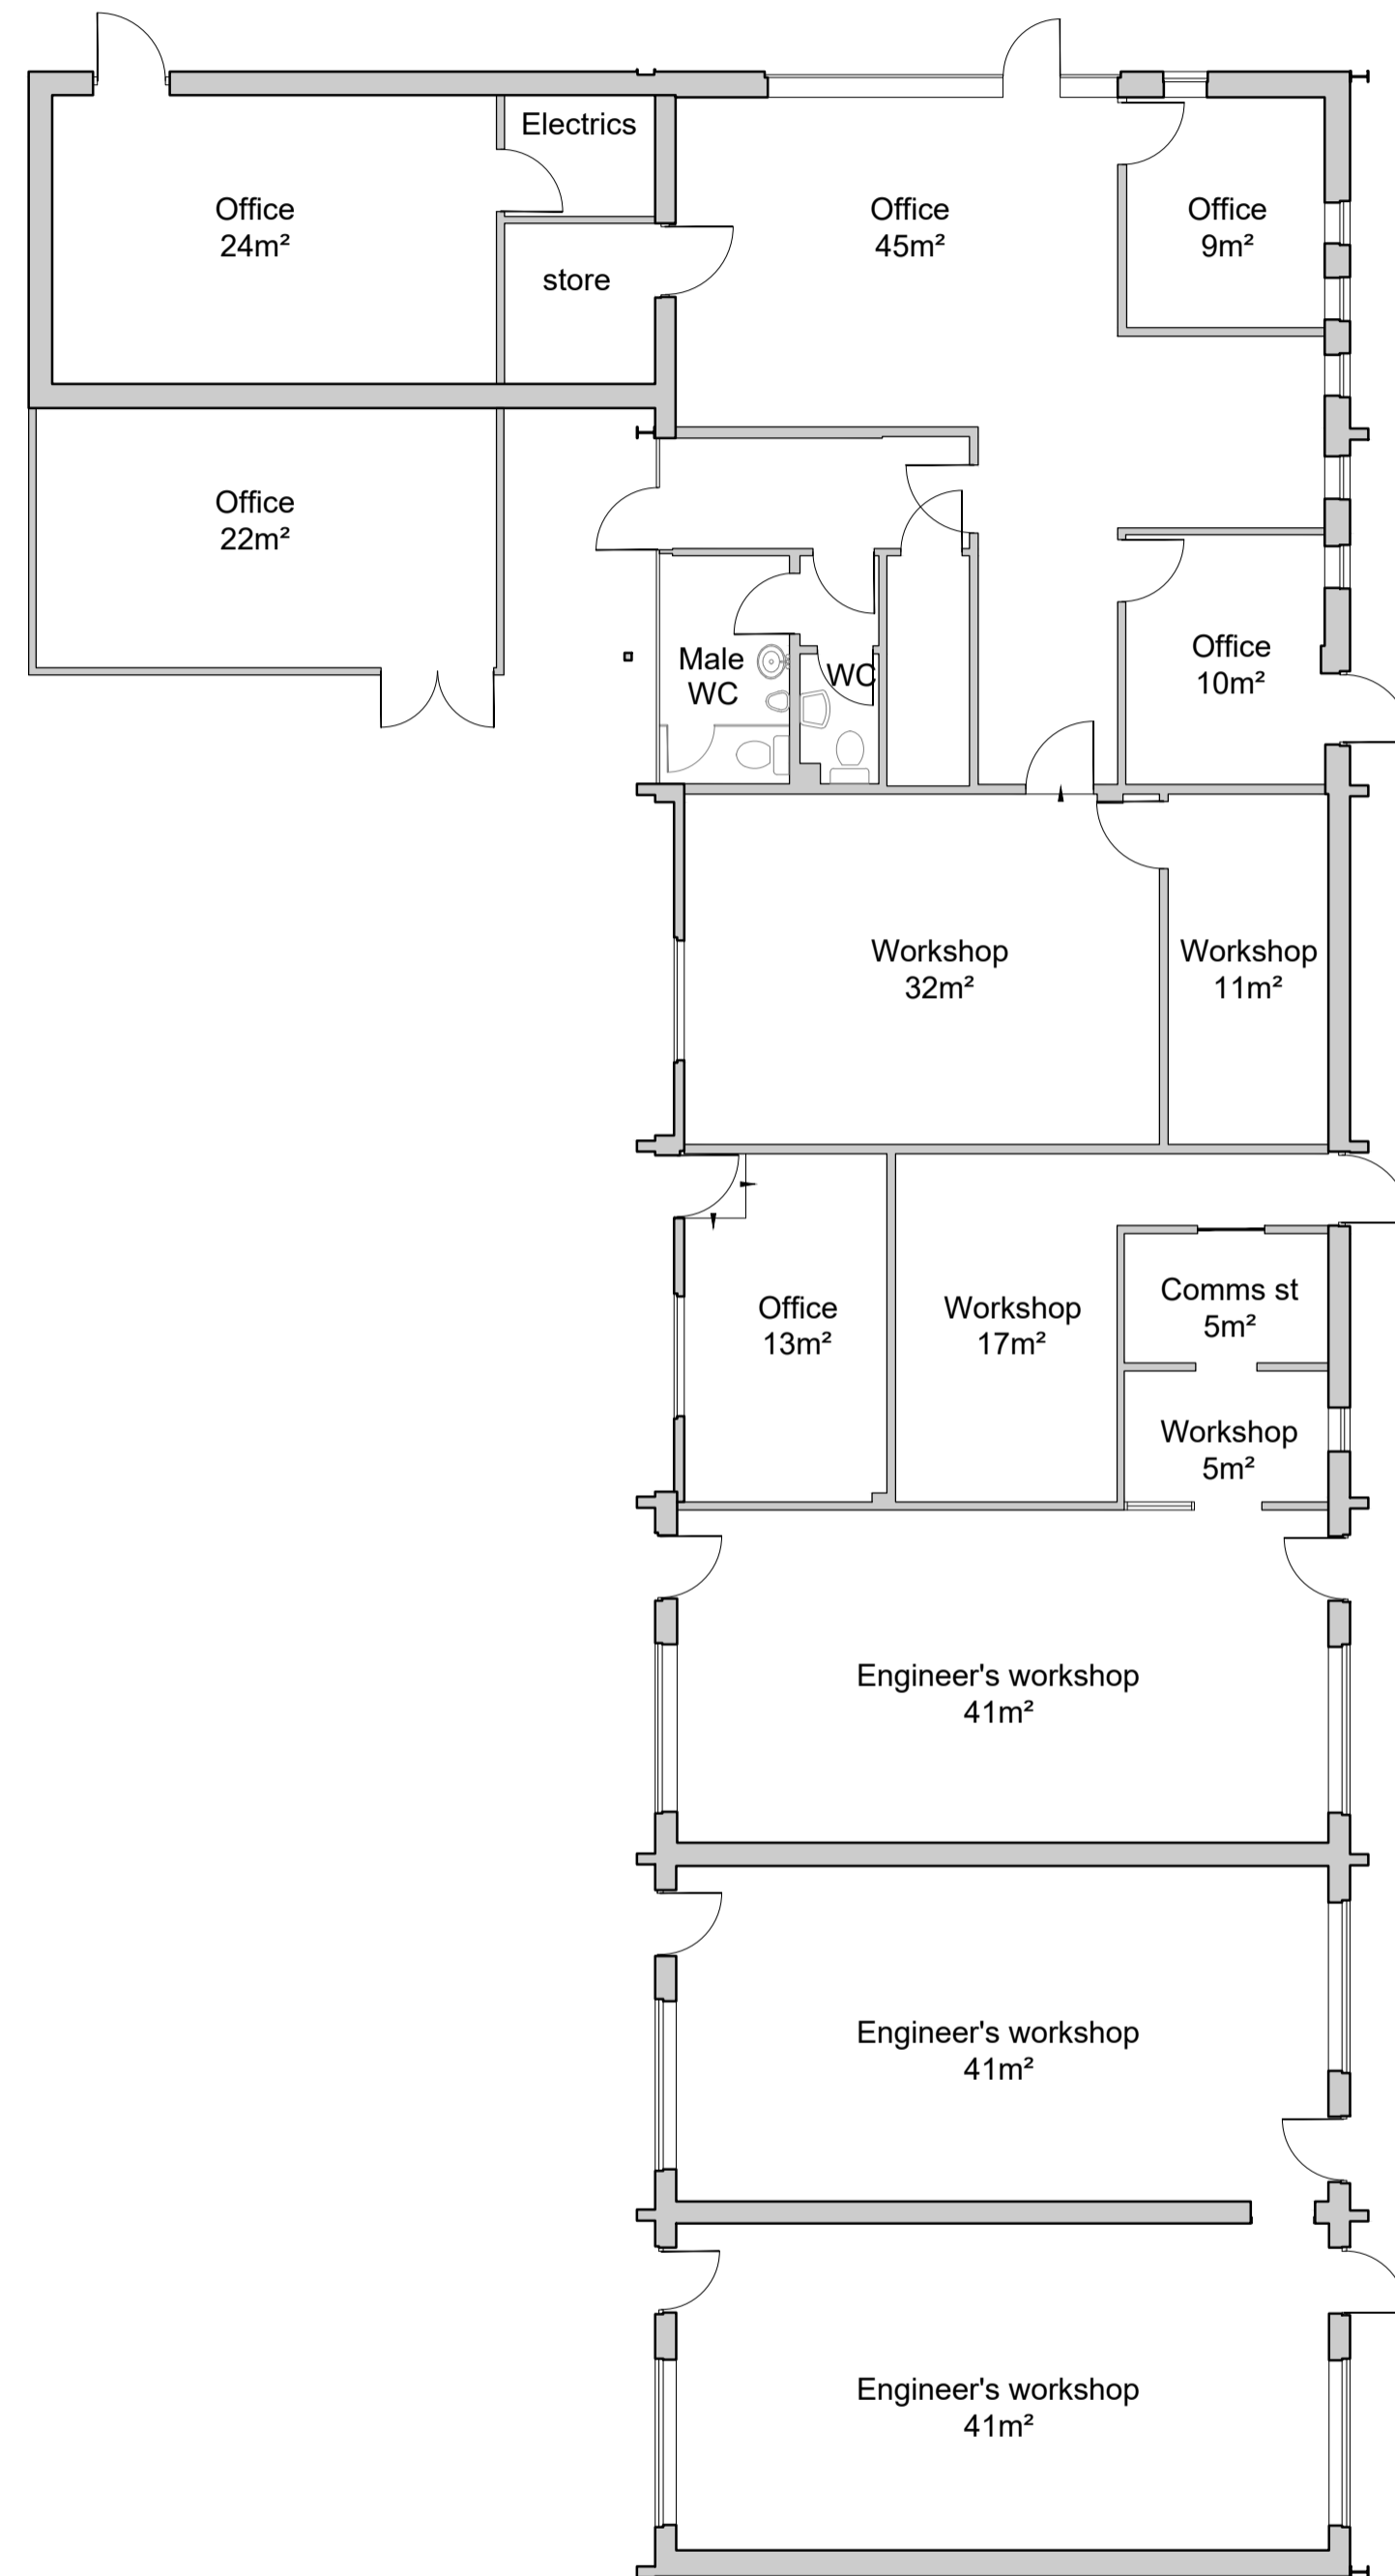 Electrics
Office
24m²
Office
45m²
Office
9m²
store
Office
22m²
Male
WC
WC
Office
10m²
Workshop
32m²
Workshop
11m²
Office
13m²
Workshop
17m²
Comms st
5m²
Workshop
5m²
Engineer's workshop
41m²
Engineer's workshop
41m²
Engineer's workshop
41m²